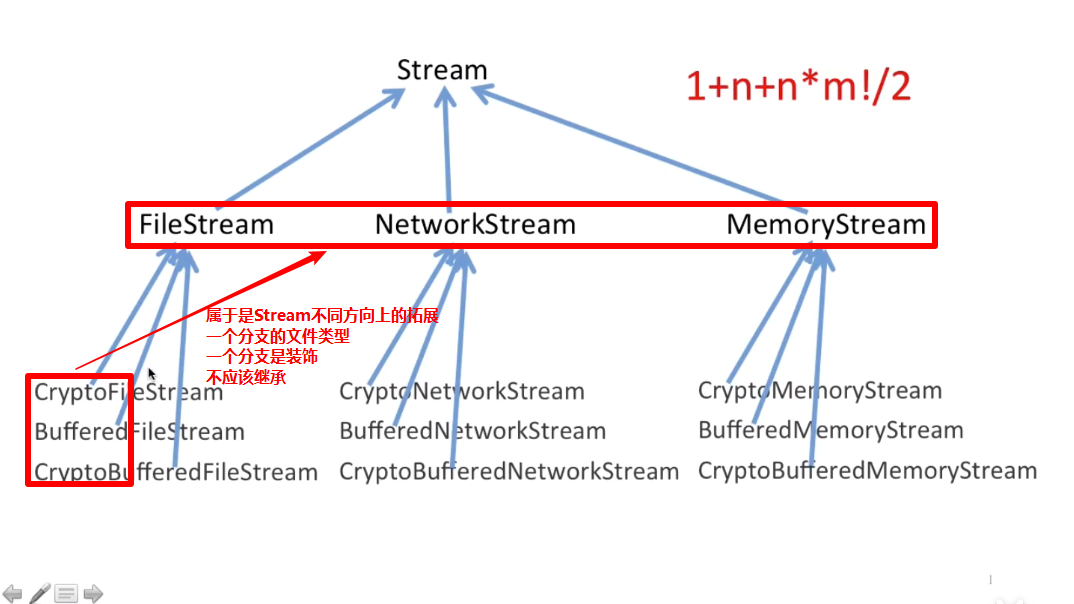 Stream
1+n+n*m!/2
FileStream
NetworkStream
MemoryStream
属于是Stream不同方向上的拓展
一个分支的文件类型
一个分支是装饰
不应该继承
CryptoFileStream
CryptoNetworkStream
CryptoMemoryStream
BufferedFileStream
BufferedNetworkStream
BufferedMemoryStream
CryptoBufferedFileStream
CryptoBufferedNetworkStream
CryptoBufferedMemoryStream